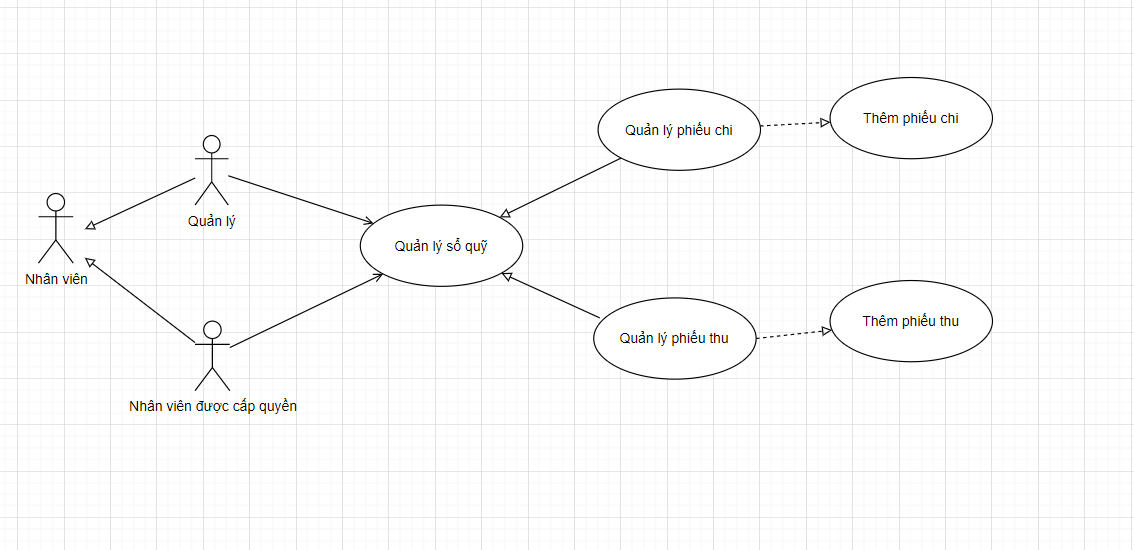 Thêm phiếu chi
Quản lý phiếu chi
Quản lý
Quản lý sổ quỹ
Nhân viên
Thêm phiếu thu
Quản lý phiếu thu
Nhân viên được cấp quyền